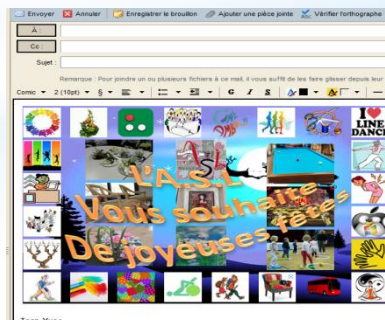 Envoyer Annuler Enregistrer le brouillon Ajouter une pièce jointe Vérifier l'orthographe
À :
Cc :
Sujet :
Remarque : Pour joindre un ou plusieurs fichiers à ce mail, il vous suffit de les faire glisser depuis leur
Comic 2 (10pt) § G I S
I
LINE
DANCING
L'A.S.L
Vous souhaite
De joyeuses fêtes